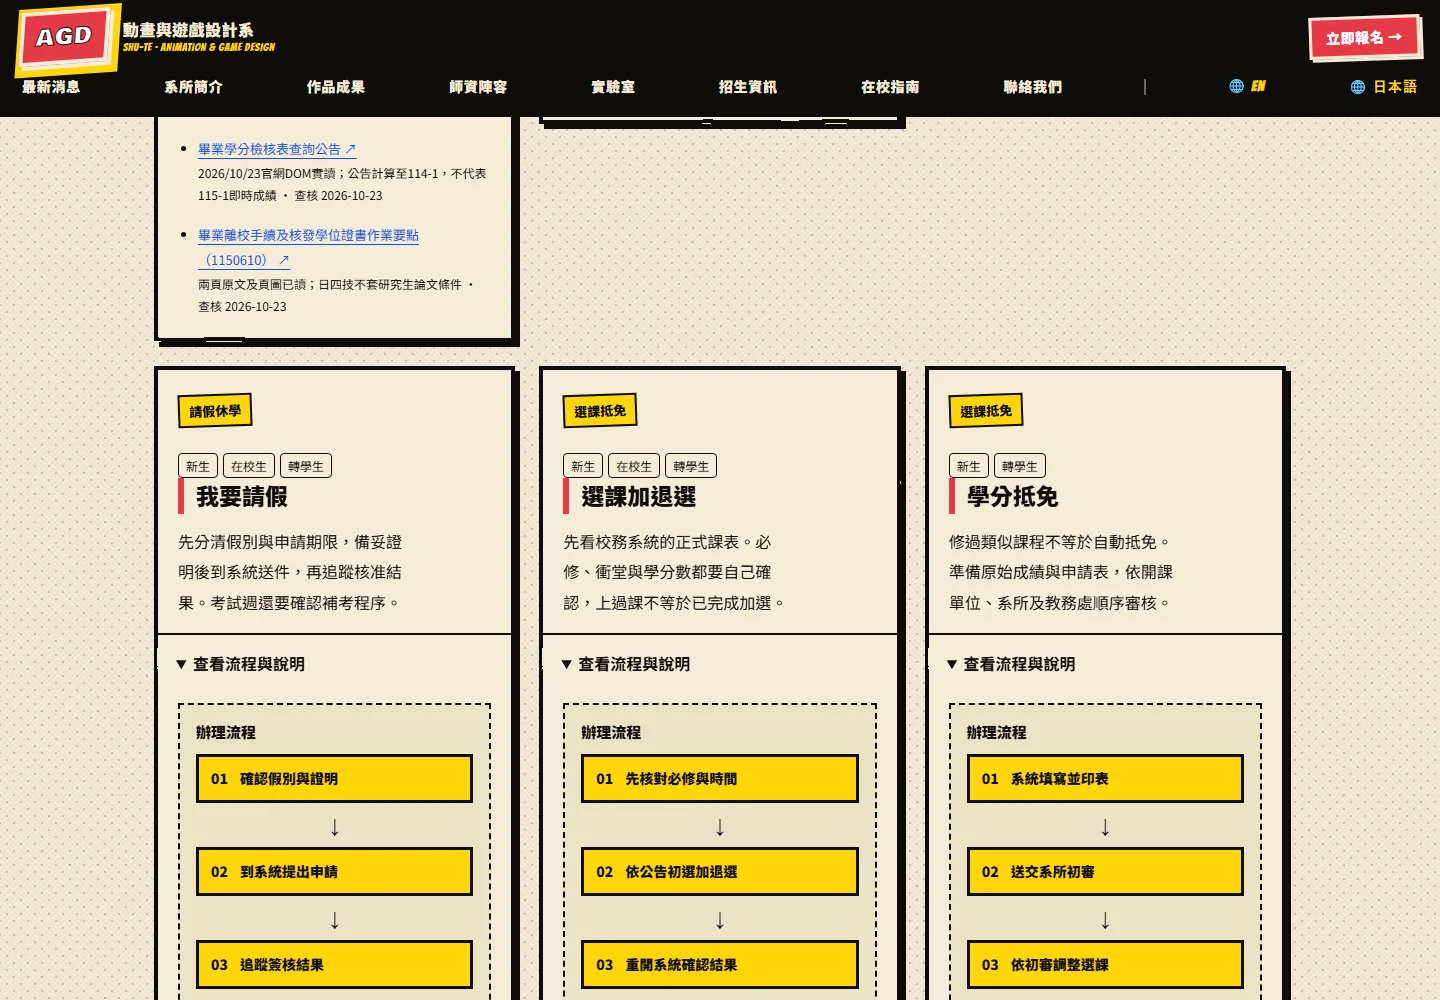 AGD
動畫與遊戲設計系
SHU-TE · ANIMATION & GAME DESIGN
立即報名 →
最新消息 系所簡介 作品成果 師資陣容 實驗室 招生資訊 在校指南 聯絡我們 | EN 日本語
畢業學分檢核表查詢公告 ↗
2026/10/23官網DOM實讀；公告計算至114-1，不代表
115-1即時成績 · 查核 2026-10-23
畢業離校手續及核發學位證書作業要點
（1150610） ↗
兩頁原文及頁圖已讀；日四技不套研究生論文條件 ·
查核 2026-10-23
請假休學
新生 在校生 轉學生
我要請假
先分清假別與申請期限，備妥證
明後到系統送件，再追蹤核准結
果。考試週還要確認補考程序。
▼ 查看流程與說明
辦理流程
01 確認假別與證明
↓
02 到系統提出申請
↓
03 追蹤簽核結果
選課抵免
新生 在校生 轉學生
選課加退選
先看校務系統的正式課表。必
修、衝堂與學分數都要自己確
認，上過課不等於已完成加選。
▼ 查看流程與說明
辦理流程
01 先核對必修與時間
↓
02 依公告初選加退選
↓
03 重開系統確認結果
選課抵免
新生 轉學生
學分抵免
修過類似課程不等於自動抵免。
準備原始成績與申請表，依開課
單位、系所及教務處順序審核。
▼ 查看流程與說明
辦理流程
01 系統填寫並印表
↓
02 送交系所初審
↓
03 依初審調整選課